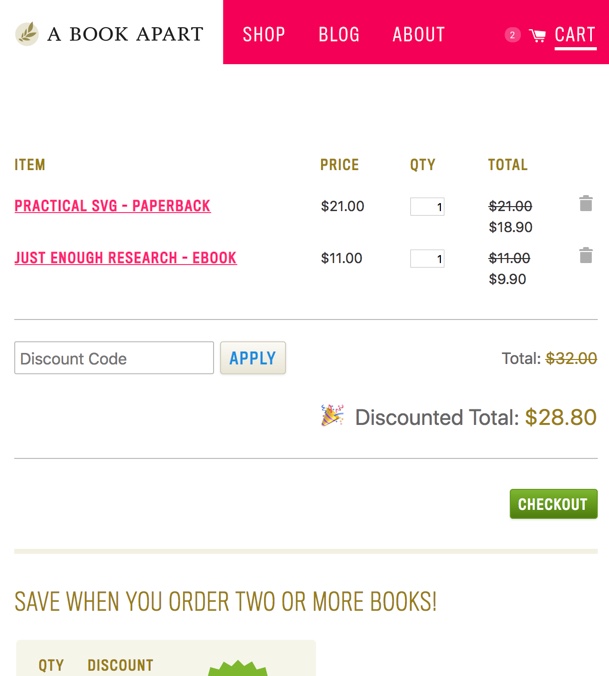 A BOOK APART SHOP BLOG ABOUT 2 CART
ITEM PRICE QTY TOTAL
PRACTICAL SVG - PAPERBACK $21.00 1 $21.00
$18.90
JUST ENOUGH RESEARCH - EBOOK $11.00 1 $11.00
$9.90
Discount Code APPLY Total: $32.00
Discounted Total: $28.80
CHECKOUT
SAVE WHEN YOU ORDER TWO OR MORE BOOKS!
QTY DISCOUNT